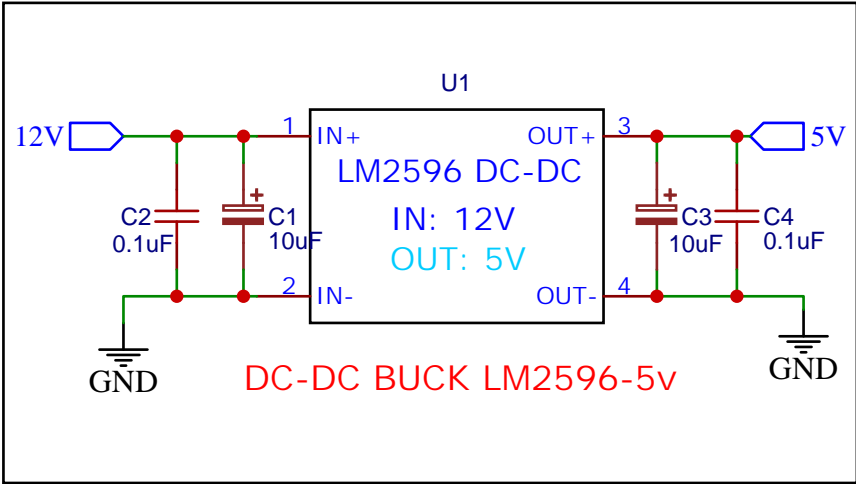 U1
12V
1
IN+
OUT+
3
5V
LM2596 DC-DC
C2
0.1uF
C1
10uF
IN: 12V
OUT: 5V
C3
10uF
C4
0.1uF
2
IN-
OUT-
4
GND
GND
DC-DC BUCK LM2596-5v